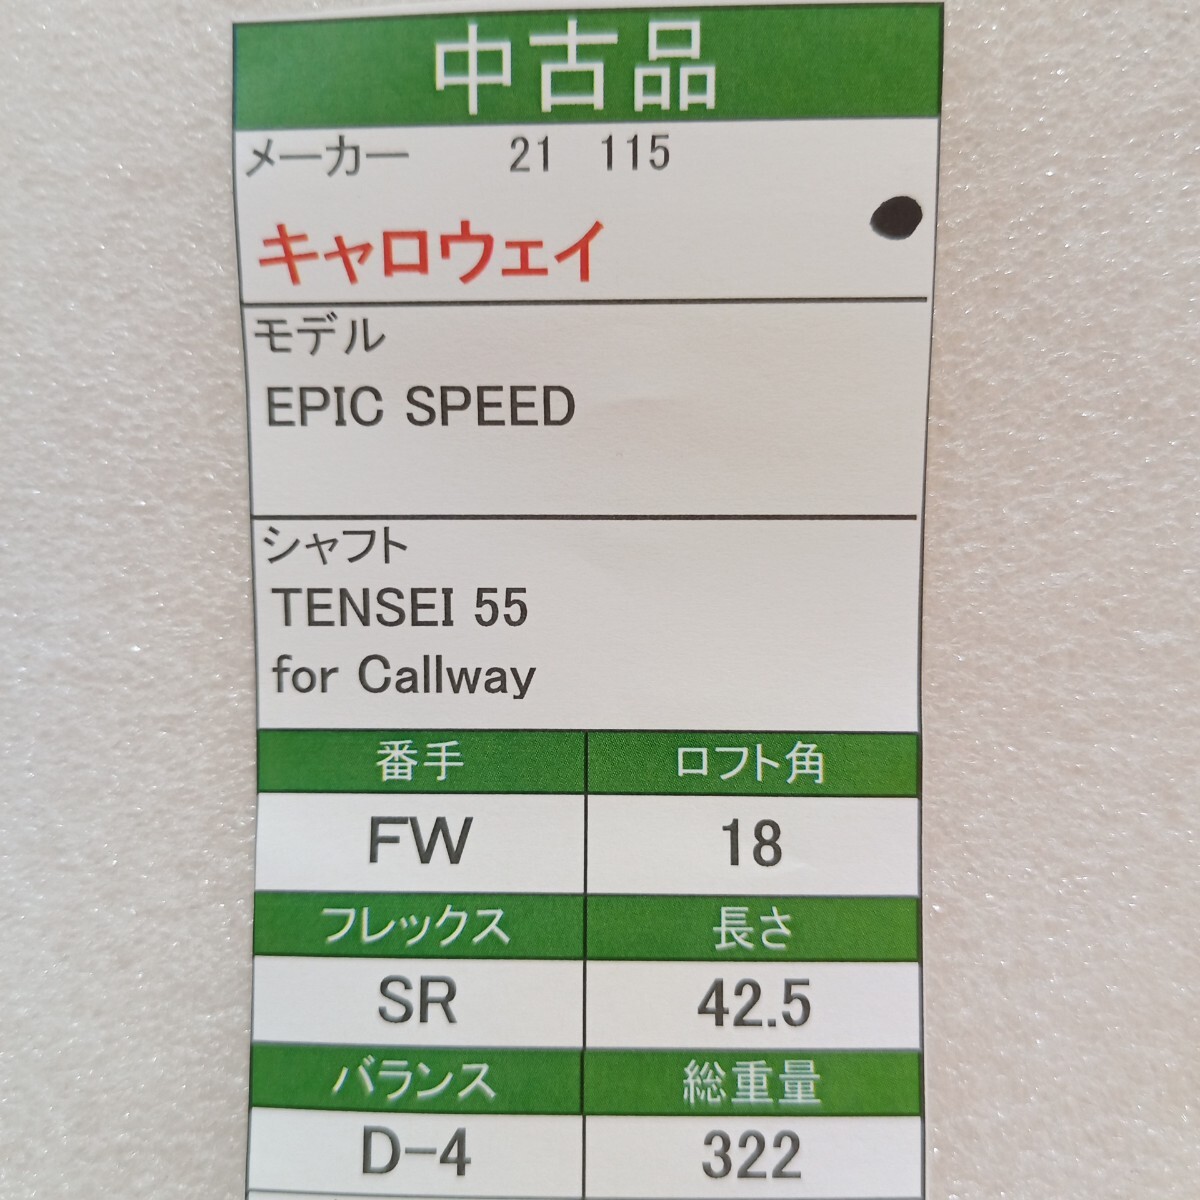 中古品
メーカー 21 115
キャロウェイ
モデル
EPIC SPEED
シャフト
TENSEI 55
for Callway
番手 ロフト角
FW 18
フレックス 長さ
SR 42.5
バランス 総重量
D-4 322